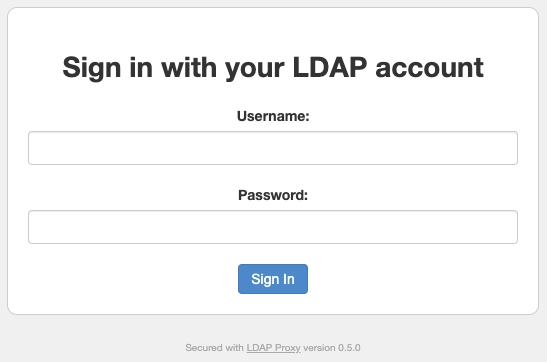 Sign in with your LDAP account
Username:
Password:
Sign In
Secured with LDAP Proxy version 0.5.0